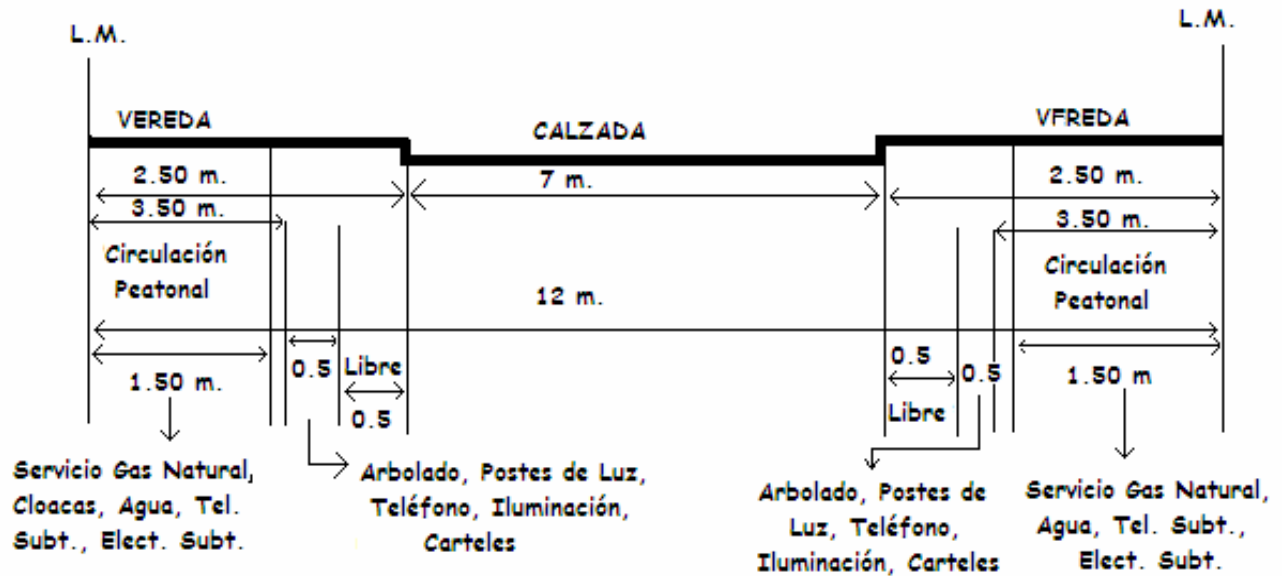 L.M.
L.M.
VEREDA
CALZADA
VFREDA
2.50 m.
7 m.
2.50 m.
3.50 m.
3.50 m.
Circulación
Peatonal
12 m.
Circulación
Peatonal
1.50 m.
0.5
Libre
0.5
0.5
Libre
0.5
1.50 m
Servicio Gas Natural,
Cloacas, Agua, Tel.
Subt., Elect. Subt.
Arbolado, Postes de Luz,
Teléfono, Iluminación,
Carteles
Arbolado, Postes de
Luz, Teléfono,
Iluminación, Carteles
Servicio Gas Natural,
Agua, Tel. Subt.,
Elect. Subt.